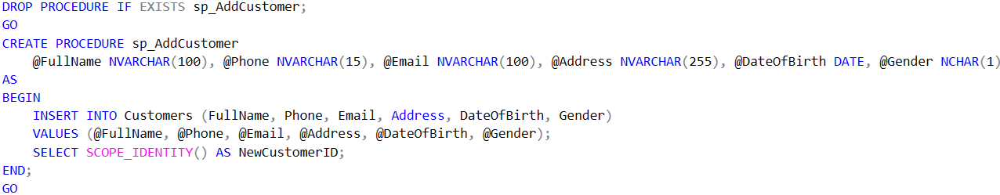 DROP PROCEDURE IF EXISTS sp_AddCustomer;
GO
CREATE PROCEDURE sp_AddCustomer
    @FullName NVARCHAR(100), @Phone NVARCHAR(15), @Email NVARCHAR(100), @Address NVARCHAR(255), @DateOfBirth DATE, @Gender NCHAR(1)
AS
BEGIN
    INSERT INTO Customers (FullName, Phone, Email, Address, DateOfBirth, Gender)
    VALUES (@FullName, @Phone, @Email, @Address, @DateOfBirth, @Gender);
    SELECT SCOPE_IDENTITY() AS NewCustomerID;
END;
GO